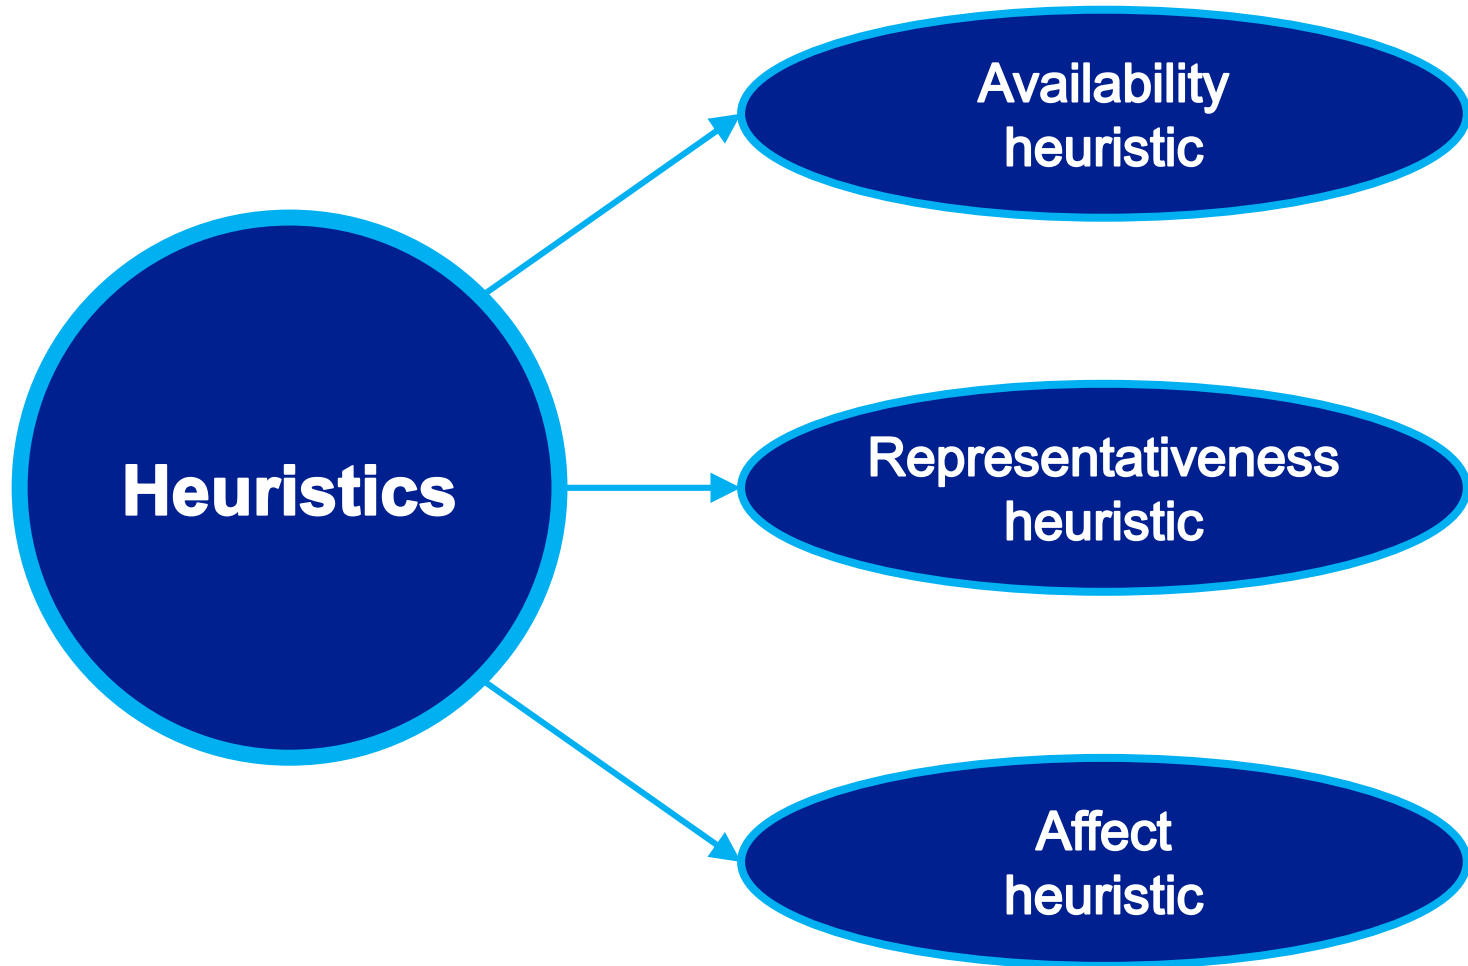 Availability
heuristic
Heuristics
Representativeness
heuristic
Affect
heuristic